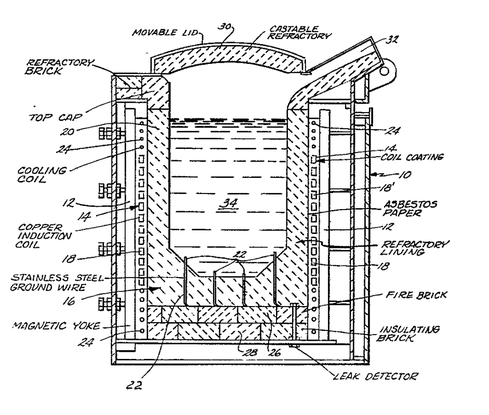 MOVABLE LID
30
CASTABLE
REFRACTORY
32
REFRACTORY
BRICK
TOP CAP
20
24
COOLING
COIL
12
14
COPPER
INDUCTION
COIL
18
STAINLESS STEEL
GROUND WIRE
16
MAGNETIC YOKE
24
22
34
22
28
26
24
14
COIL COATING
10
18'
ASBESTOS
PAPER
12
REFRACTORY
LINING
18
FIRE BRICK
INSULATING
BRICK
LEAK DETECTOR